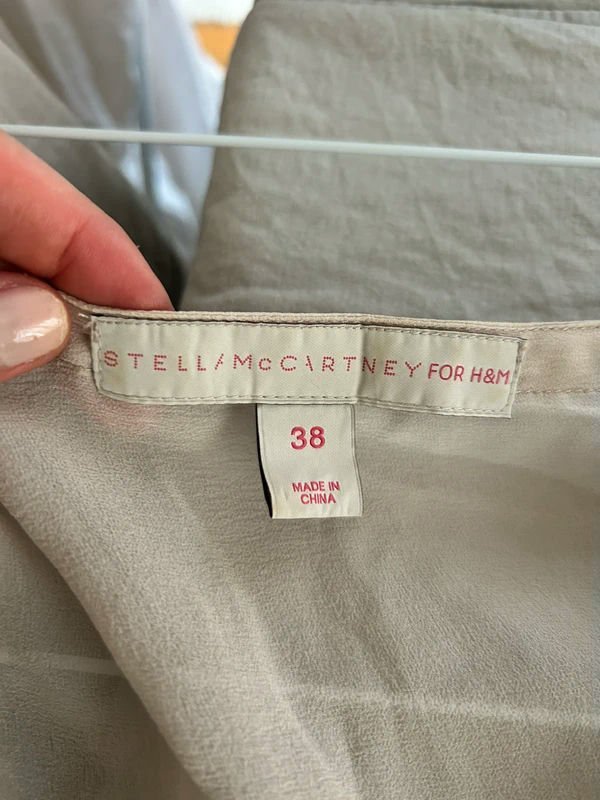 STELLA McCARTNEY FOR H&M
38
MADE IN
CHINA